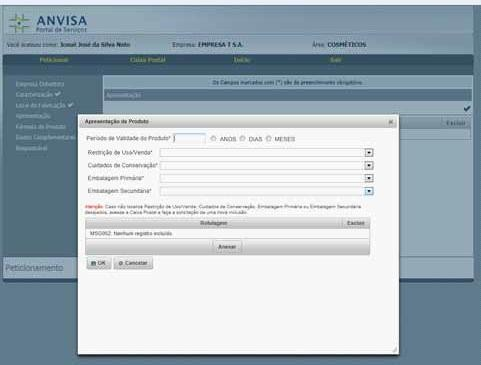 ANVISA
Portal de Serviços
Você acessou como: Josuel José da Silva Neto Empresa: EMPRESA T S.A. Área: COSMÉTICOS
Peticionar Caixa Postal Início Sair
Os Campos marcados com (*) são de preenchimento obrigatório.
Empresa Detentora
Caracterização
Local de Fabricação
Apresentação
Fórmula do Produto
Dados Complementares
Responsável
Apresentação
Excluir
Apresentação do Produto
Período de Validade do Produto* ANOS DIAS MESES
Restrição de Uso/Venda*
Cuidados de Conservação*
Embalagem Primária*
Embalagem Secundária*
Atenção: Caso não localize Restrição de Uso/Venda, Cuidados de Conservação, Embalagem Primária ou Embalagem Secundária
desejados, acesse a Caixa Postal e faça a solicitação de uma nova inclusão.
Rotulagem Excluir
MSG052: Nenhum registro incluído.
Anexar
OK Cancelar
Peticionamento